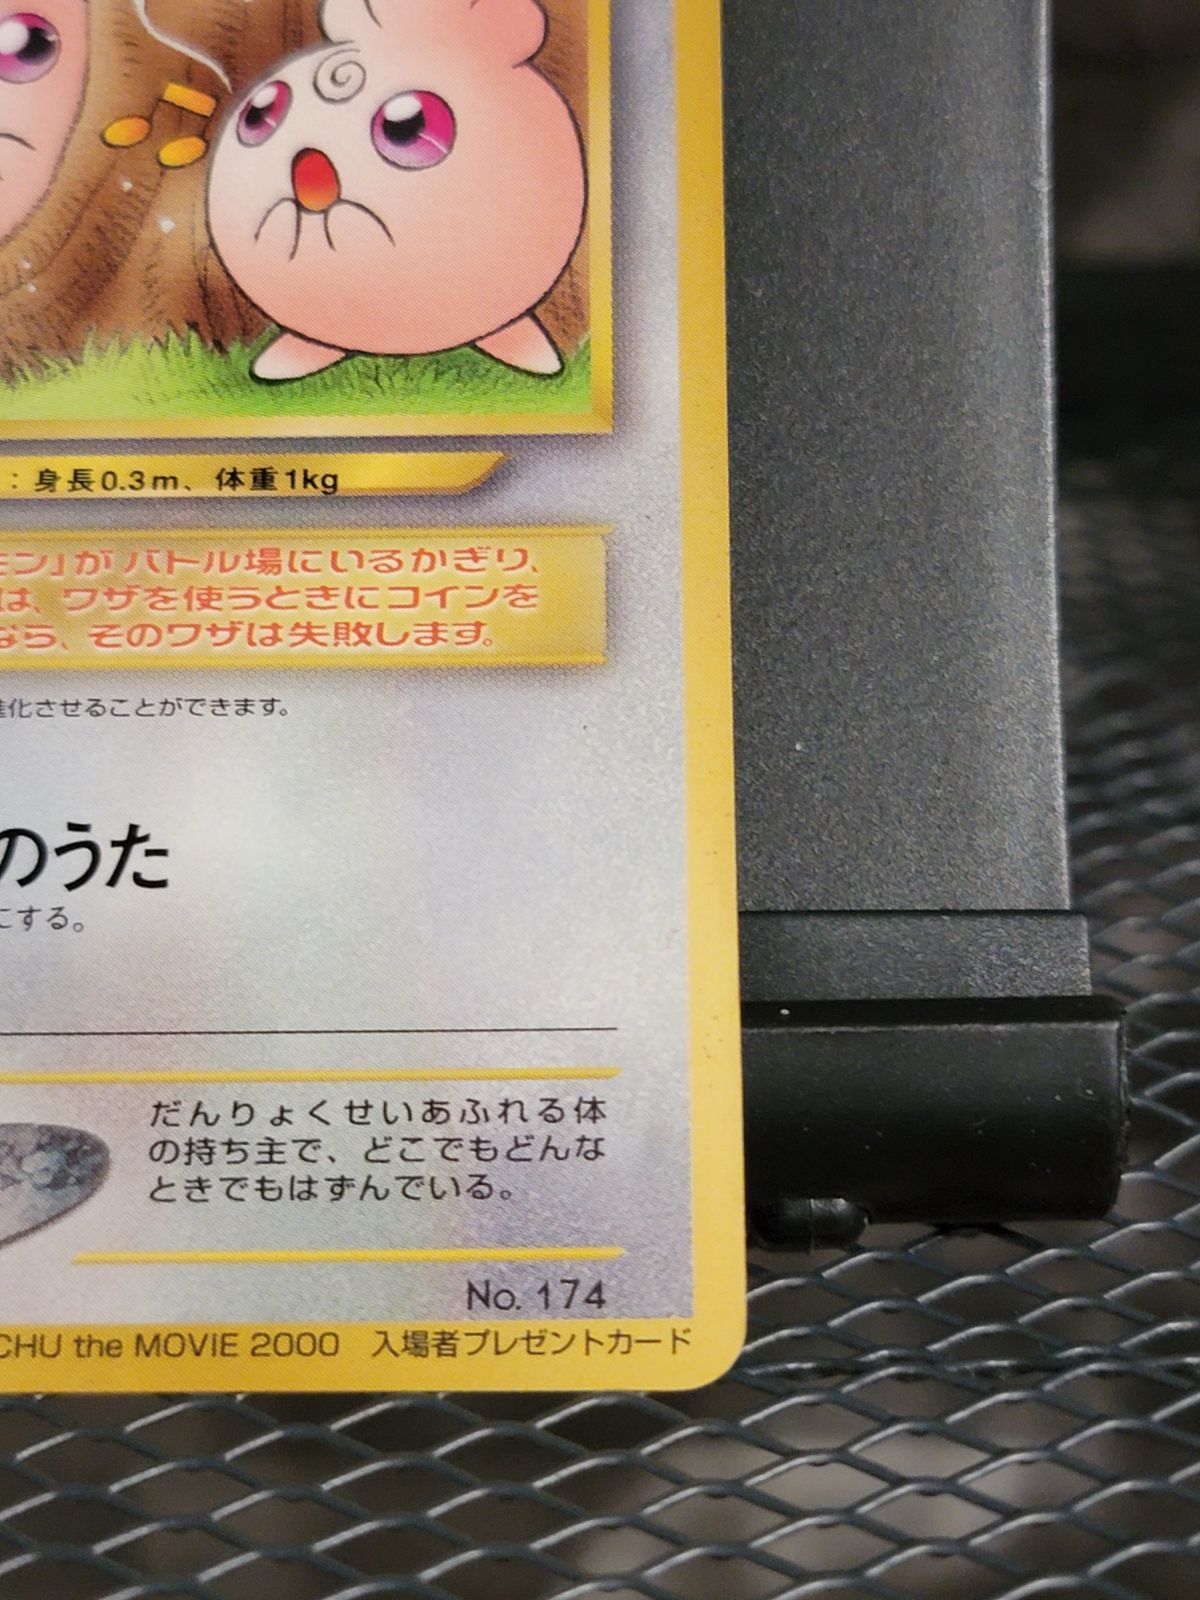 ：身長0.3m、体重1kg
モン」がバトル場にいるかぎり、
は、ワザを使うときにコインを
なら、そのワザは失敗します。
進化させることができます。
のうた
にする。
だんりょくせいあふれる体
の持ち主で、どこでもどんな
ときでもはずんでいる。
No. 174
CHU the MOVIE 2000 入場者プレゼントカード